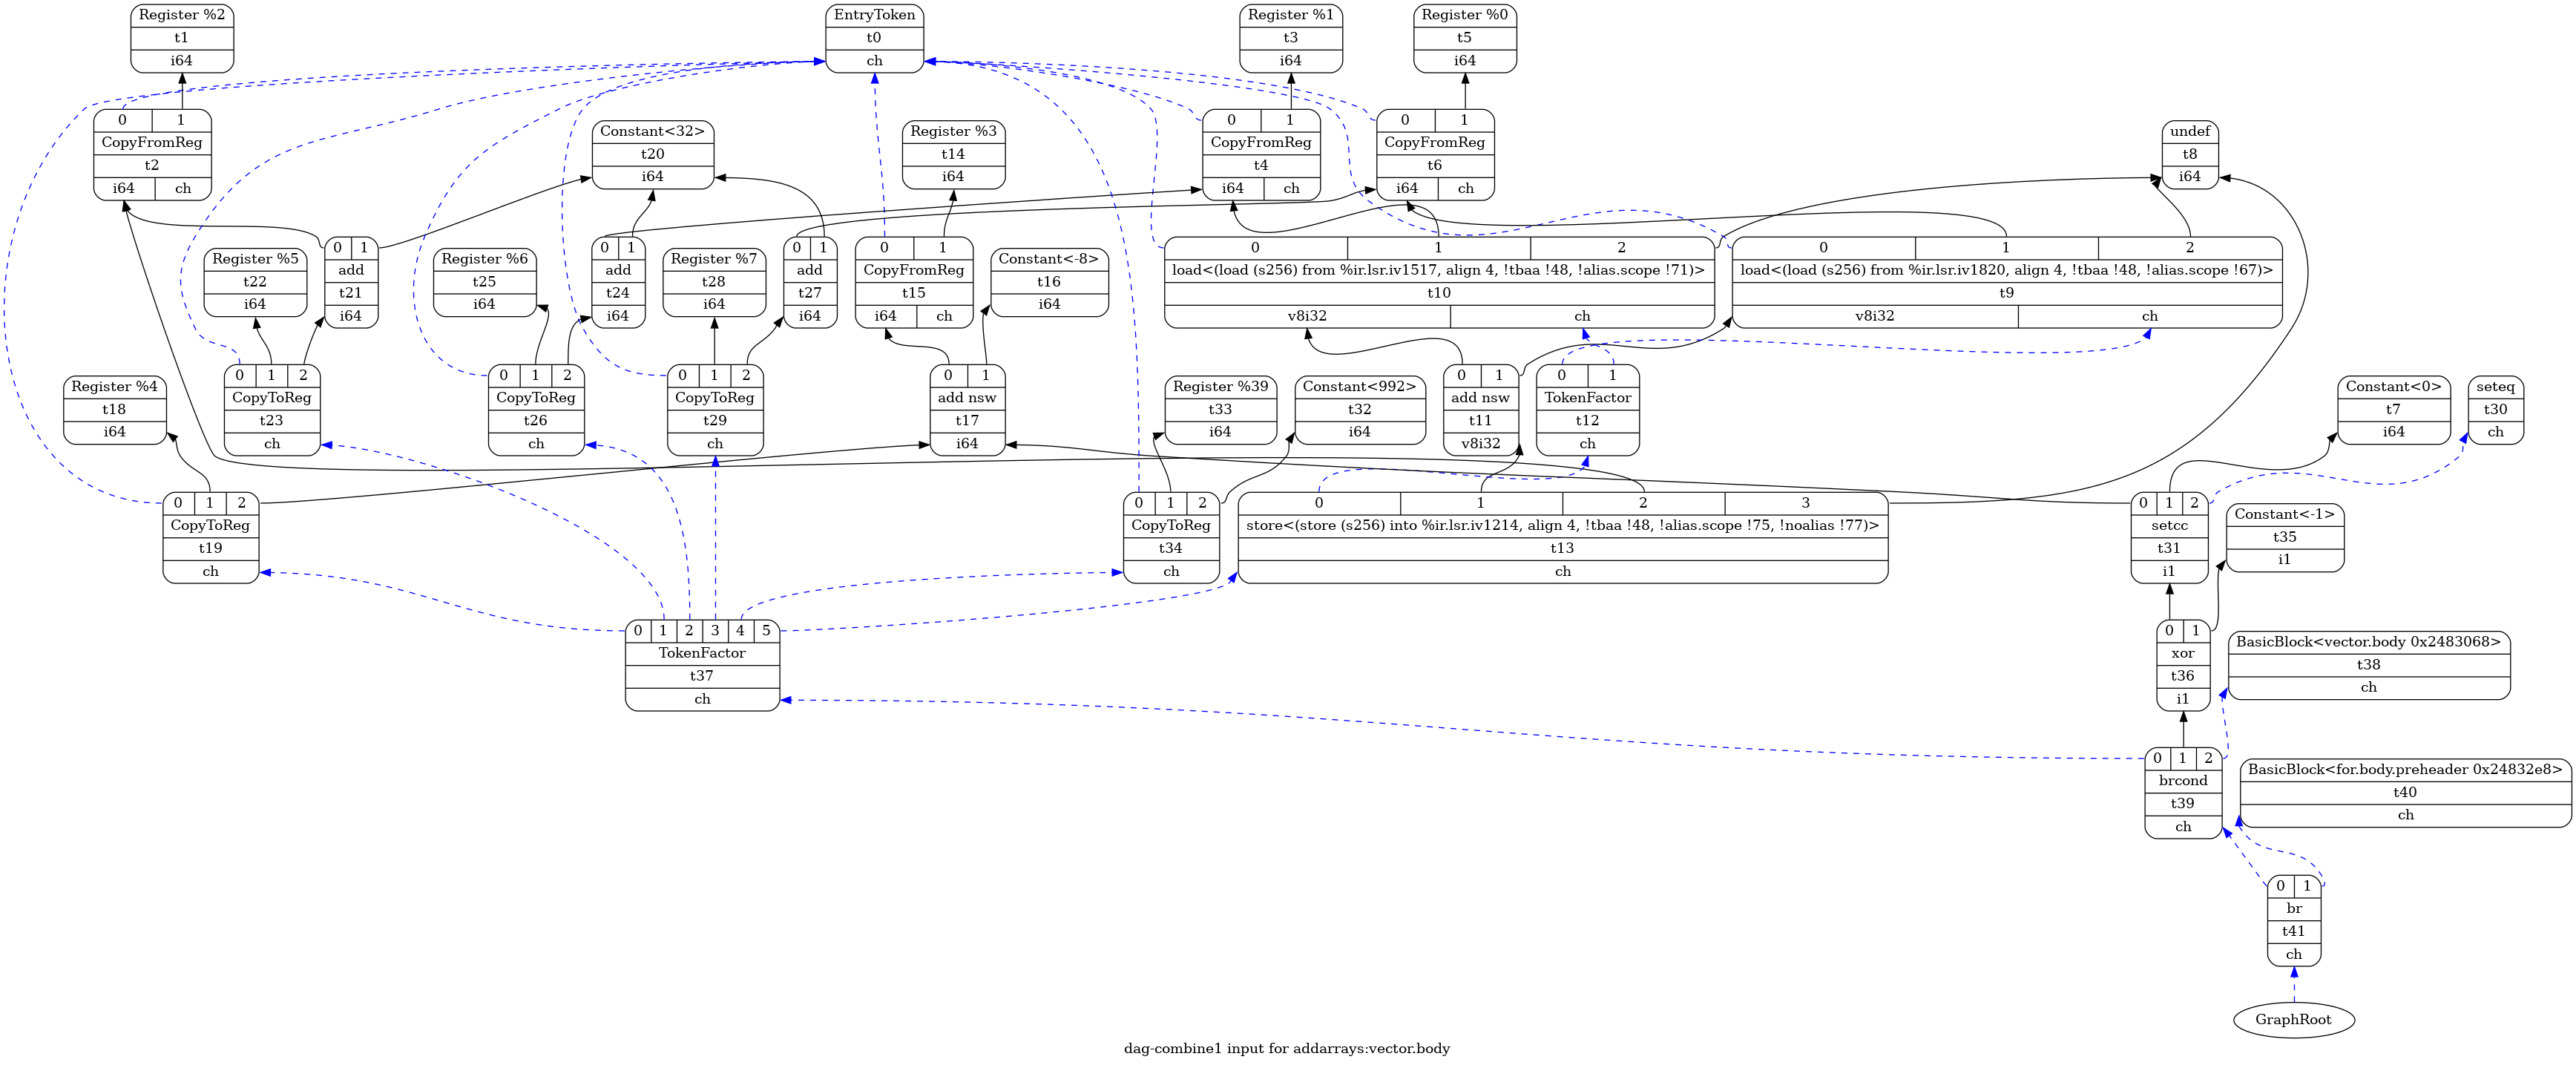 Register %2
t1
i64
EntryToken
t0
ch
Register %1
t3
i64
Register %0
t5
i64
0 1
CopyFromReg
t2
i64 ch
Constant<32>
t20
i64
Register %3
t14
i64
0 1
CopyFromReg
t4
i64 ch
0 1
CopyFromReg
t6
i64 ch
undef
t8
i64
Register %5
t22
i64
0 1
add
t21
i64
Register %6
t25
i64
0 1
add
t24
i64
Register %7
t28
i64
0 1
add
t27
i64
0 1
CopyFromReg
t15
i64 ch
Constant<-8>
t16
i64
0 1 2
load<(load (s256) from %ir.lsr.iv1517, align 4, !tbaa !48, !alias.scope !71)>
t10
v8i32 ch
0 1 2
load<(load (s256) from %ir.lsr.iv1820, align 4, !tbaa !48, !alias.scope !67)>
t9
v8i32 ch
Register %4
t18
i64
0 1 2
CopyToReg
t23
ch
0 1 2
CopyToReg
t26
ch
0 1 2
CopyToReg
t29
ch
0 1
add nsw
t17
i64
Register %39
t33
i64
Constant<992>
t32
i64
0 1
add nsw
t11
v8i32
0 1
TokenFactor
t12
ch
Constant<0>
t7
i64
seteq
t30
ch
0 1 2
CopyToReg
t19
ch
0 1 2
CopyToReg
t34
ch
0 1 2 3
store<(store (s256) into %ir.lsr.iv1214, align 4, !tbaa !48, !alias.scope !75, !noalias !77)>
t13
ch
0 1 2
setcc
t31
i1
Constant<-1>
t35
i1
0 1 2 3 4 5
TokenFactor
t37
ch
0 1
xor
t36
i1
BasicBlock<vector.body 0x2483068>
t38
ch
0 1 2
brcond
t39
ch
BasicBlock<for.body.preheader 0x24832e8>
t40
ch
0 1
br
t41
ch
GraphRoot
dag-combine1 input for addarrays:vector.body